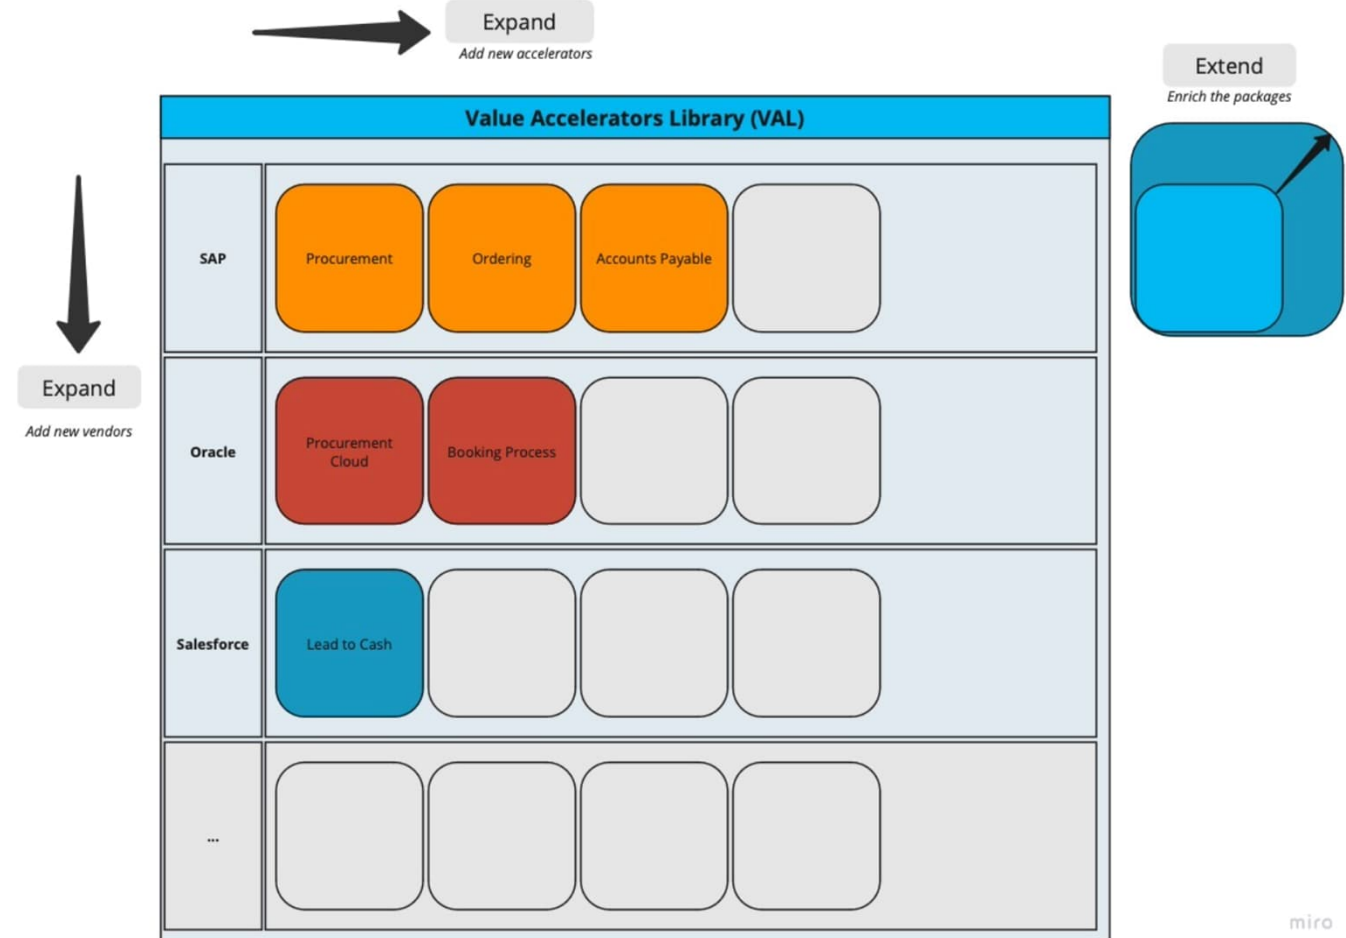 Expand
Add new accelerators
Extend
Enrich the packages
Value Accelerators Library (VAL)
SAP
Procurement
Ordering
Accounts Payable
Expand
Add new vendors
Oracle
Procurement
Cloud
Booking Process
Salesforce
Lead to Cash
...
miro